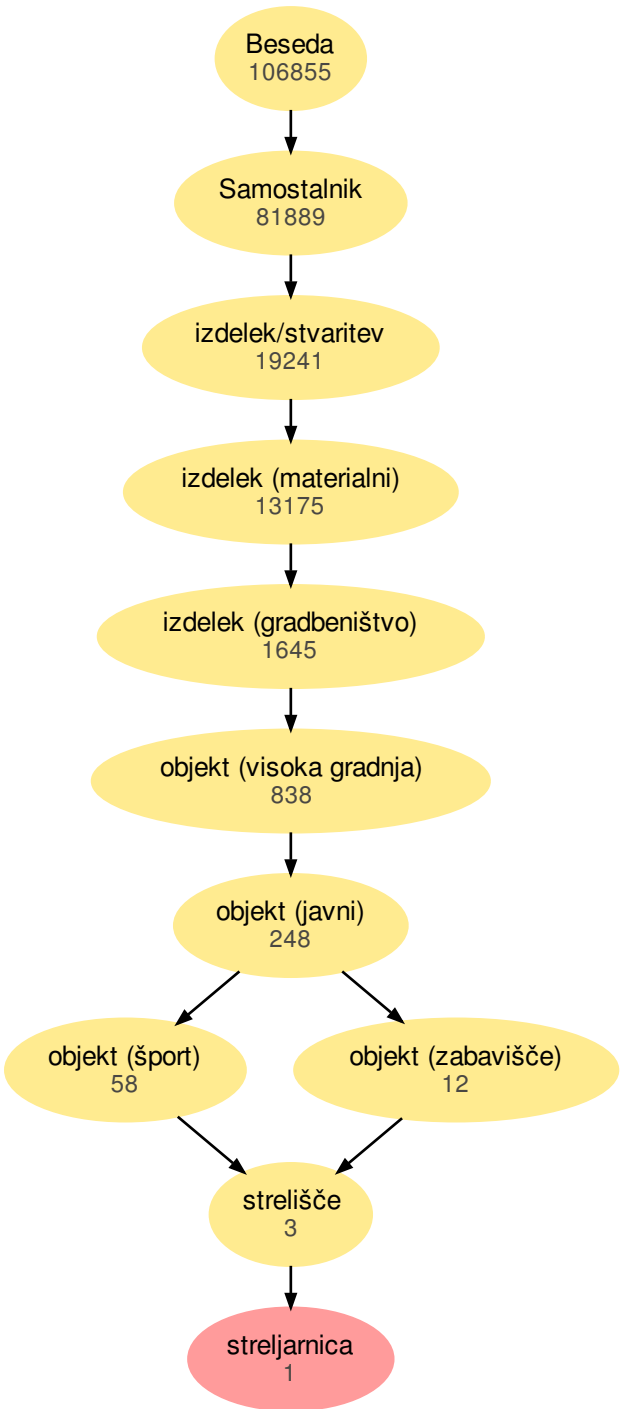 Beseda
106855
Samostalnik
81889
izdelek/stvaritev
19241
izdelek (materialni)
13175
izdelek (gradbeništvo)
1645
objekt (visoka gradnja)
838
objekt (javni)
248
objekt (šport)
58
objekt (zabavišče)
12
strelišče
3
streljarnica
1